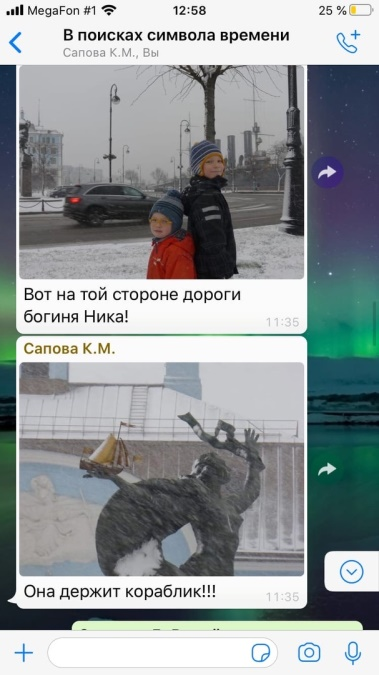 MegaFon #1 12:58 25 %
В поисках символа времени
Сапова К.М., Вы
Вот на той стороне дороги
богиня Ника!
11:35
Сапова К.М.
Она держит кораблик!!!
11:35